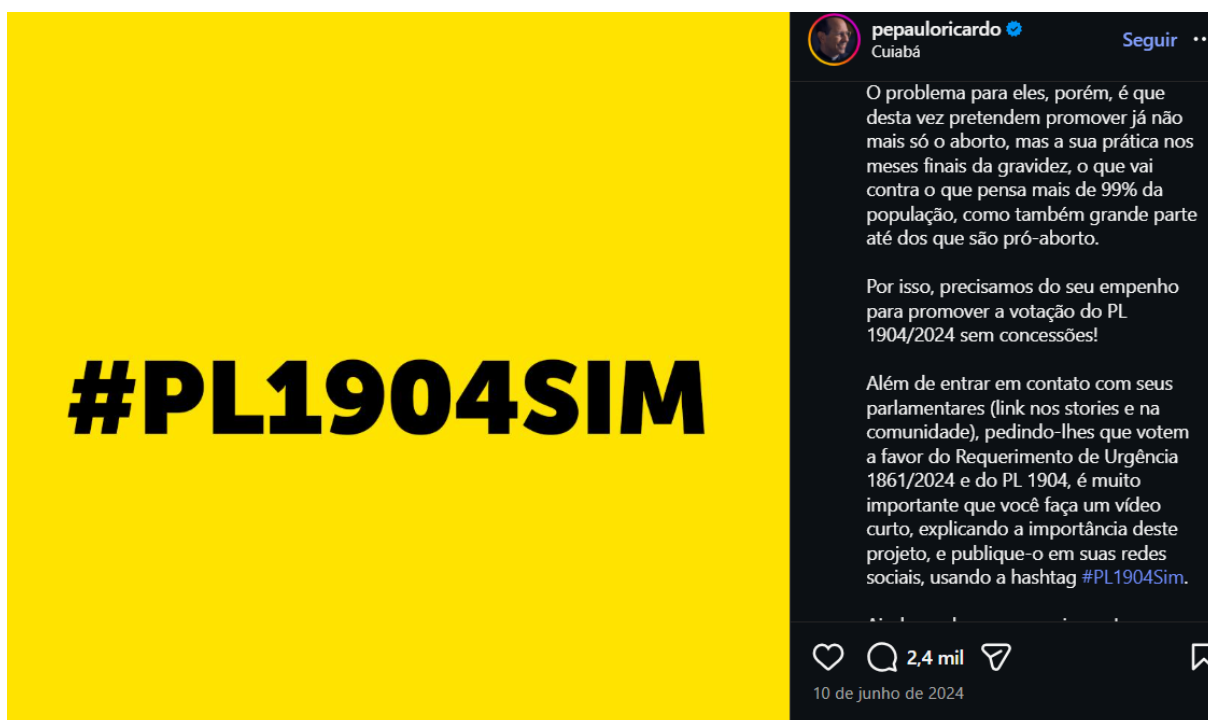 #PL1904SIM
pepauloricardo
Cuiabá
Seguir
O problema para eles, porém, é que
desta vez pretendem promover já não
mais só o aborto, mas a sua prática nos
meses finais da gravidez, o que vai
contra o que pensa mais de 99% da
população, como também grande parte
até dos que são pró-aborto.
Por isso, precisamos do seu empenho
para promover a votação do PL
1904/2024 sem concessões!
Além de entrar em contato com seus
parlamentares (link nos stories e na
comunidade), pedindo-lhes que votem
a favor do Requerimento de Urgência
1861/2024 e do PL 1904, é muito
importante que você faça um vídeo
curto, explicando a importância deste
projeto, e publique-o em suas redes
sociais, usando a hashtag #PL1904Sim.
2,4 mil
10 de junho de 2024